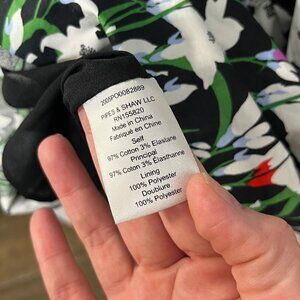 2005PO0082889
PIPES & SHAW LLC
RN155820
Made in China
Fabriqué en Chine
Self
97% Cotton 3% Elastane
Principal
97% Coton 3% Élasthanne
Lining
100% Polyester
Doublure
100% Polyester